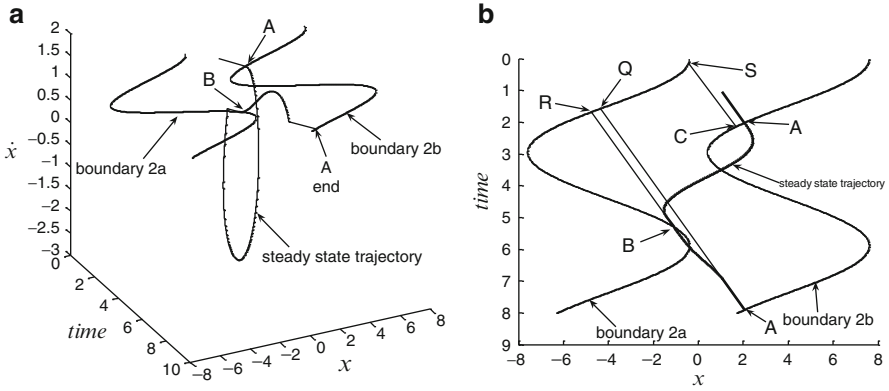 a
2
1.5
1
0.5
0
−0.5
−1
−1.5
−2
−2.5
−3
ẋ
A
B
boundary 2a
boundary 2b
A
end
steady state trajectory
0
2
4
6
8
10
time
−8
−6
−4
−2
0
2
4
6
8
x
b
0
1
2
3
4
5
6
7
8
9
time
S
Q
R
C
A
steady state trajectory
B
A
boundary 2a
boundary 2b
−8
−6
−4
−2
0
2
4
6
8
x